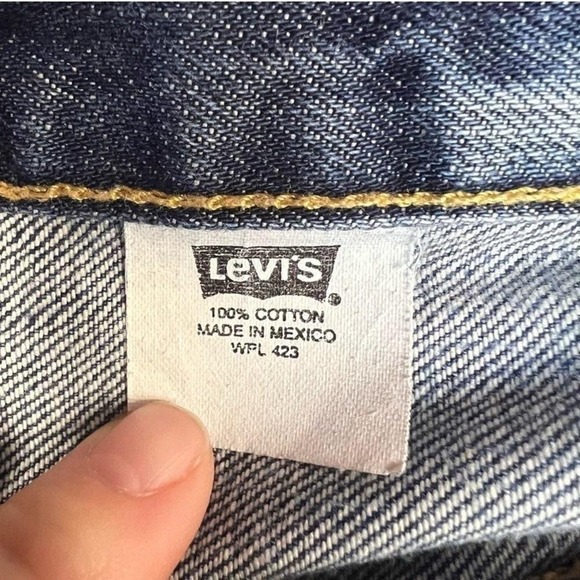 Levi's®
100% COTTON
MADE IN MEXICO
WPL 423